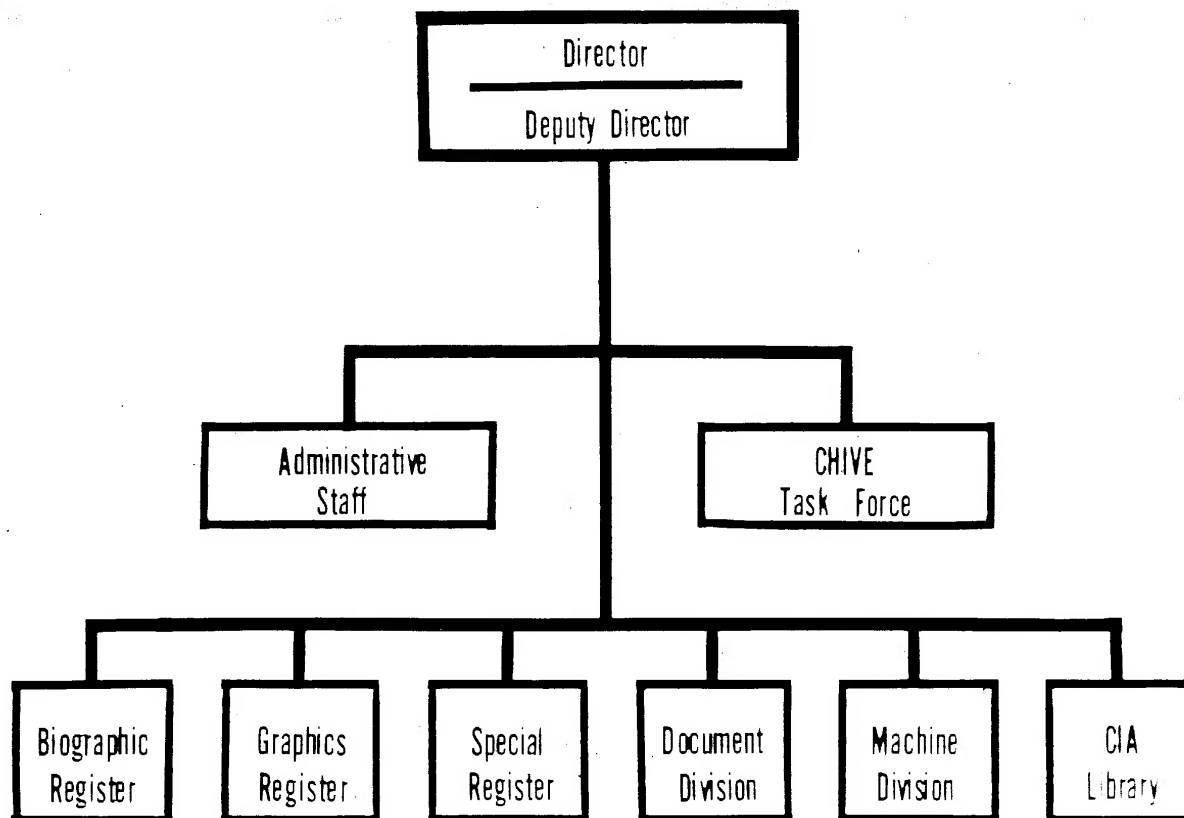 Director
Deputy Director
Administrative
Staff
CHIVE
Task Force
Biographic
Register
Graphics
Register
Special
Register
Document
Division
Machine
Division
CIA
Library